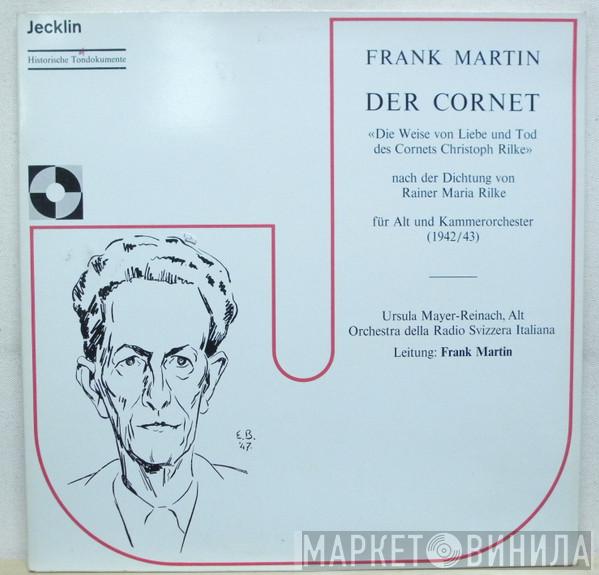 Jecklin
Historische Tondokumente
FRANK MARTIN
DER CORNET
«Die Weise von Liebe und Tod
des Cornets Christoph Rilke»
nach der Dichtung von
Rainer Maria Rilke
für Alt und Kammerorchester
(1942/43)
Ursula Mayer-Reinach, Alt
Orchestra della Radio Svizzera Italiana
Leitung: Frank Martin
E.B.
'47.
МАРКЕТ ВИНИЛА